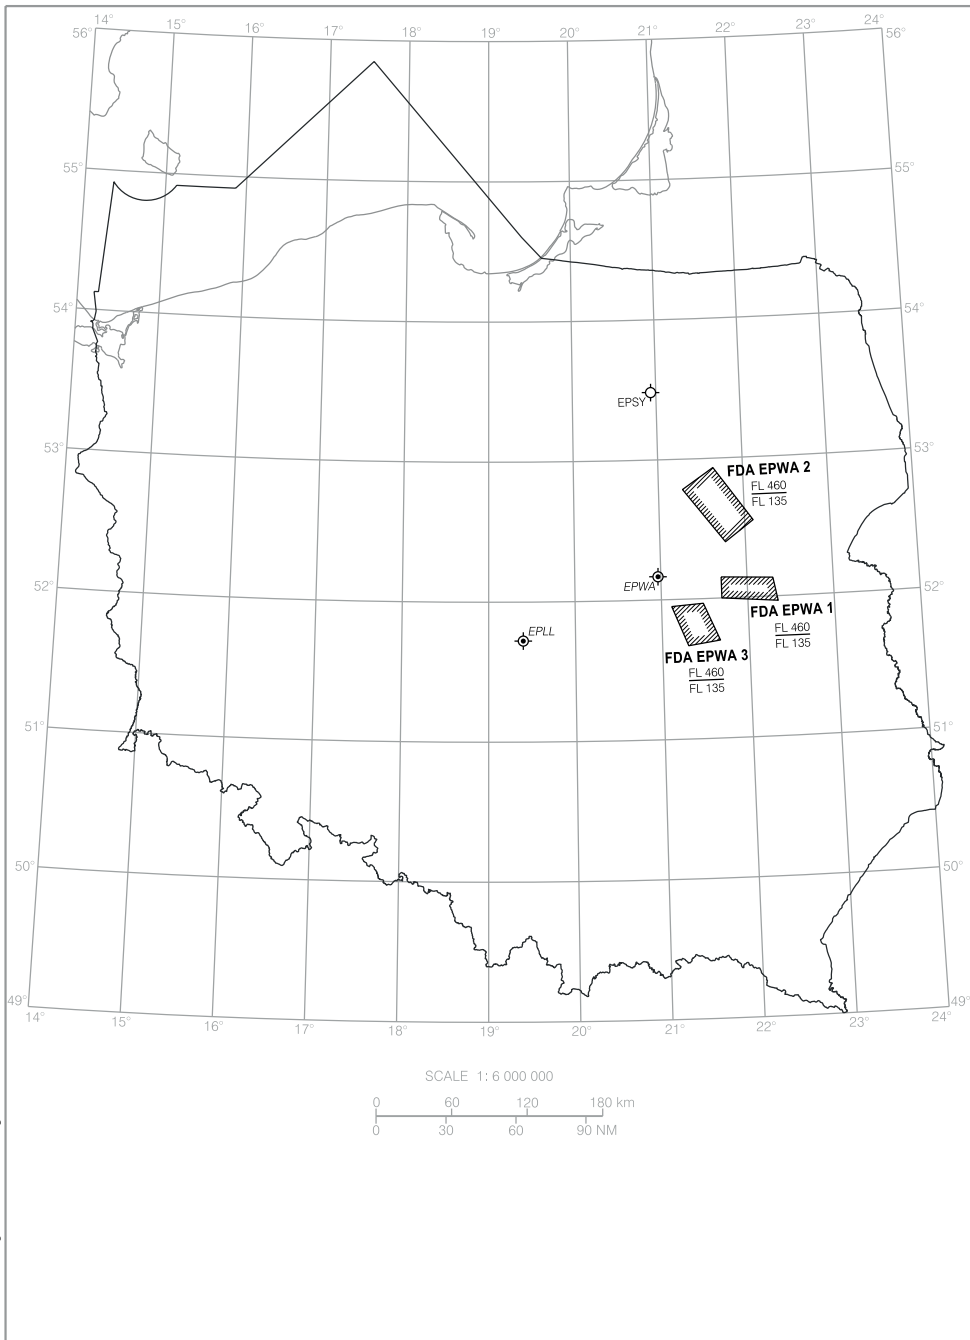 14° 15° 16° 17° 18° 19° 20° 21° 22° 23° 24°
56° 56°
55° 55°
54° 54°
EPSY
53° 53°
FDA EPWA 2
FL 460
FL 135
EPWA
52° 52°
FDA EPWA 1
FL 460
FL 135
EPLL
FDA EPWA 3
FL 460
FL 135
51° 51°
50° 50°
49° 49°
14° 15° 16° 17° 18° 19° 20° 21° 22° 23° 24°
SCALE 1: 6 000 000
0 60 120 180 km
0 30 60 90 NM